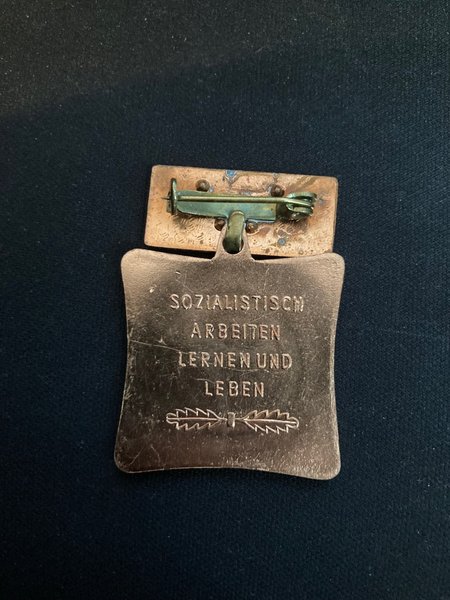 SOZIALISTISCH
ARBEITEN
LERNEN UND
LEBEN